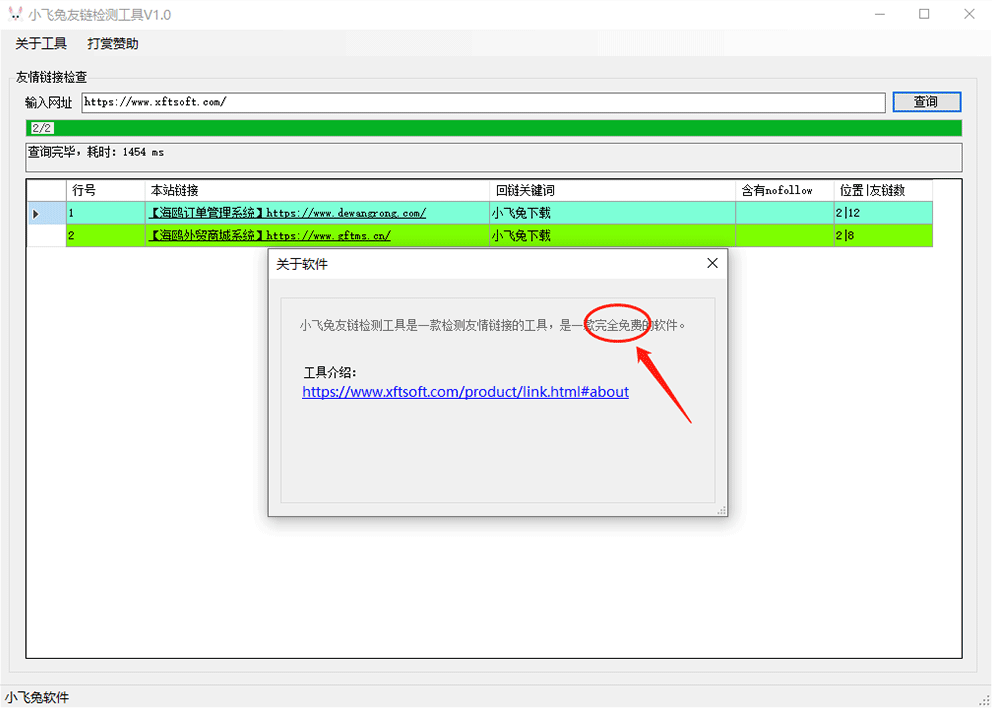 小飞兔友链检测工具V1.0
关于工具 打赏赞助
友情链接检查
输入网址 https://www.xftsoft.com/ 查询
2/2
查询完毕，耗时：1454 ms
行号 本站链接 回链关键词 含有nofollow 位置|友链数
1 【海鸥订单管理系统】https://www.dewangrong.com/ 小飞兔下载 2|12
2 【海鸥外贸商城系统】https://www.gftms.cn/ 小飞兔下载 2|8
关于软件
小飞兔友链检测工具是一款检测友情链接的工具，是一款完全免费的软件。
工具介绍：
https://www.xftsoft.com/product/link.html#about
小飞兔软件